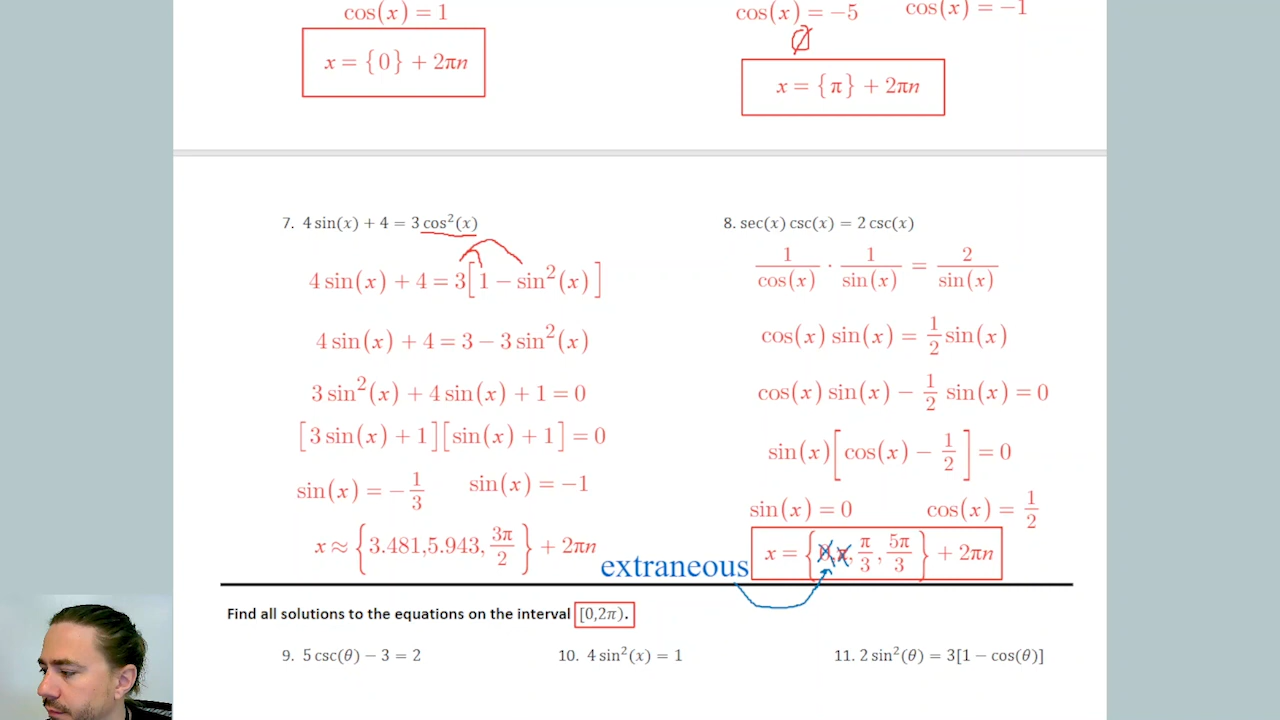 cos(x) = 1
x = {0} + 2πn
cos(x) = −5 cos(x) = −1
∅
x = {π} + 2πn
7. 4 sin(x) + 4 = 3 cos²(x)
4 sin(x) + 4 = 3[1 − sin²(x)]
4 sin(x) + 4 = 3 − 3 sin²(x)
3 sin²(x) + 4 sin(x) + 1 = 0
[3 sin(x) + 1][sin(x) + 1] = 0
sin(x) = −1/3 sin(x) = −1
x ≈ {3.481,5.943, 3π/2} + 2πn
8. sec(x) csc(x) = 2 csc(x)
1/cos(x) · 1/sin(x) = 2/sin(x)
cos(x) sin(x) = 1/2 sin(x)
cos(x) sin(x) − 1/2 sin(x) = 0
sin(x)[cos(x) − 1/2] = 0
sin(x) = 0 cos(x) = 1/2
x = {0, π, π/3, 5π/3} + 2πn
extraneous
Find all solutions to the equations on the interval [0,2π).
9. 5 csc(θ) − 3 = 2
10. 4 sin²(x) = 1
11. 2 sin²(θ) = 3[1 − cos(θ)]